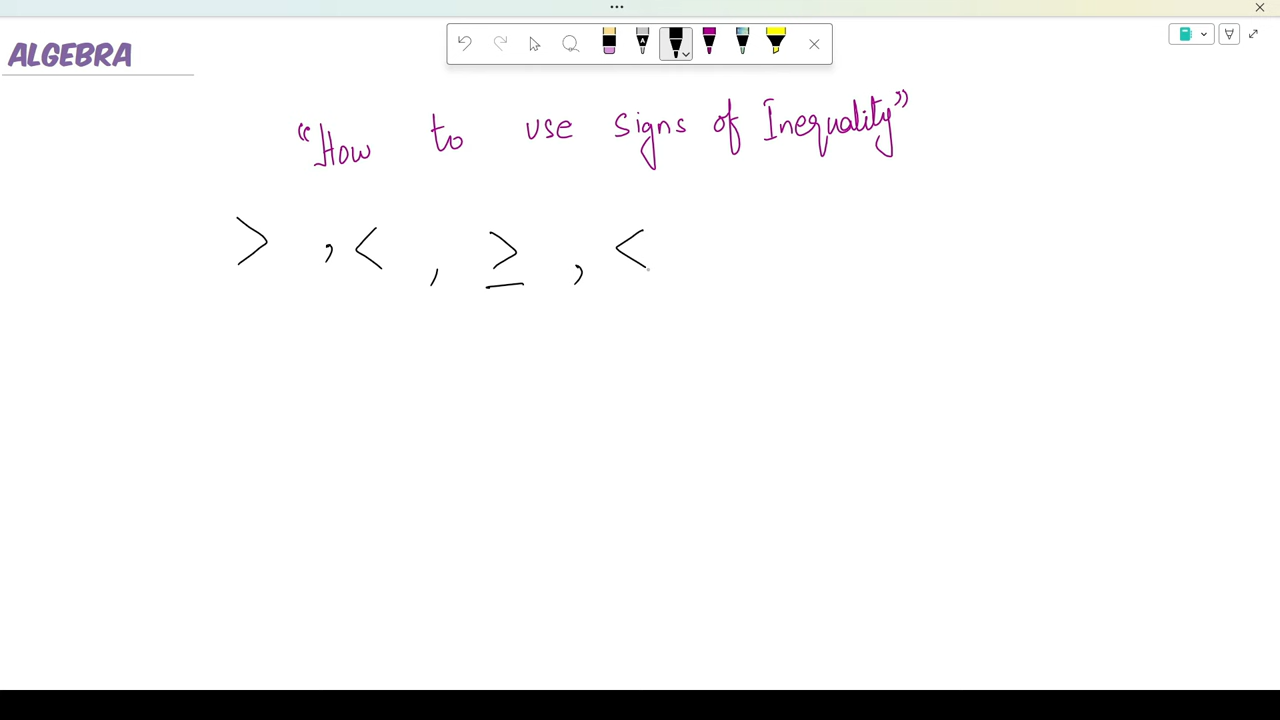 ALGEBRA
"How to use signs of Inequality"
> , < , ≥ , <